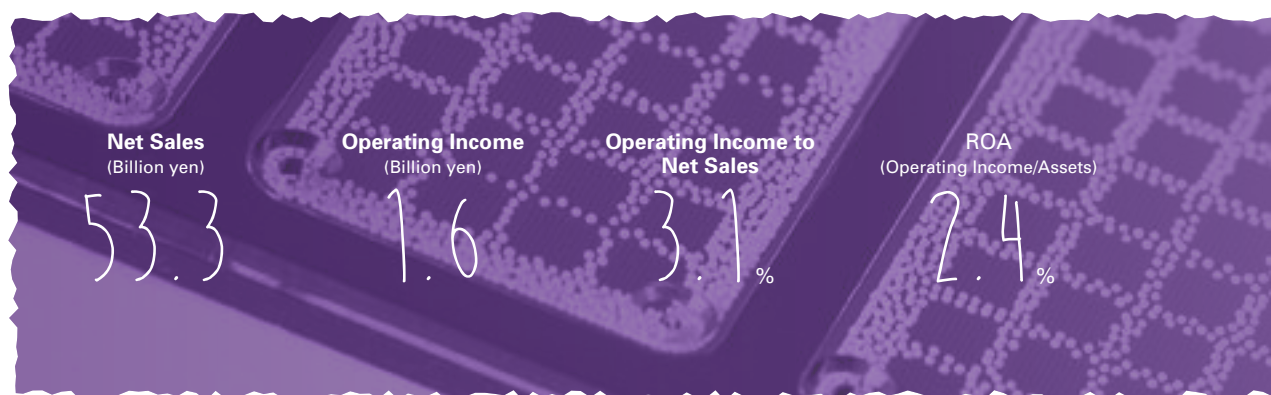 Net Sales
(Billion yen)
53.3
Operating Income
(Billion yen)
1.6
Operating Income to
Net Sales
3.1 %
ROA
(Operating Income/Assets)
2.4 %